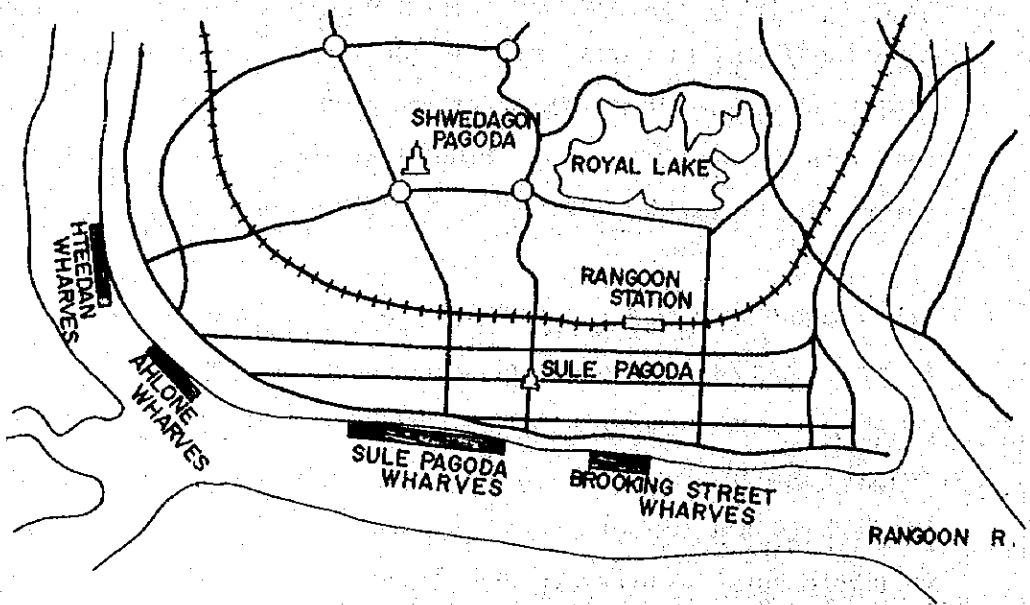 SHWEDAGON
PAGODA
ROYAL LAKE
HTEEDAN
WHARVES
RANGOON
STATION
AHLONE
WHARVES
SULE PAGODA
SULE PAGODA
WHARVES
BROOKING STREET
WHARVES
RANGOON R.